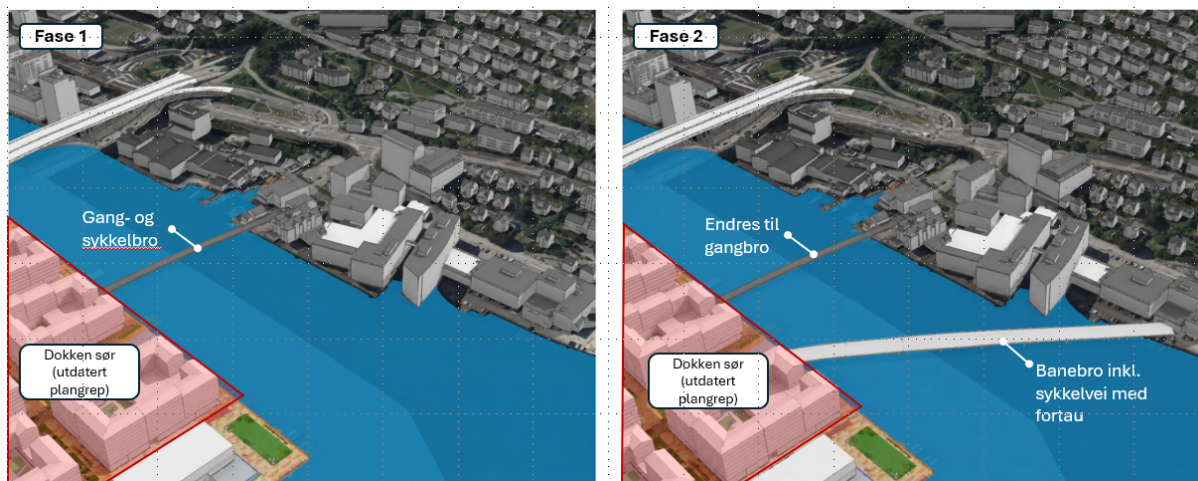 Fase 1
Gang- og
sykkelbro
Dokken sør
(utdatert
plangrep)
Fase 2
Endres til
gangbro
Dokken sør
(utdatert
plangrep)
Banebro inkl.
sykkelvei med
fortau